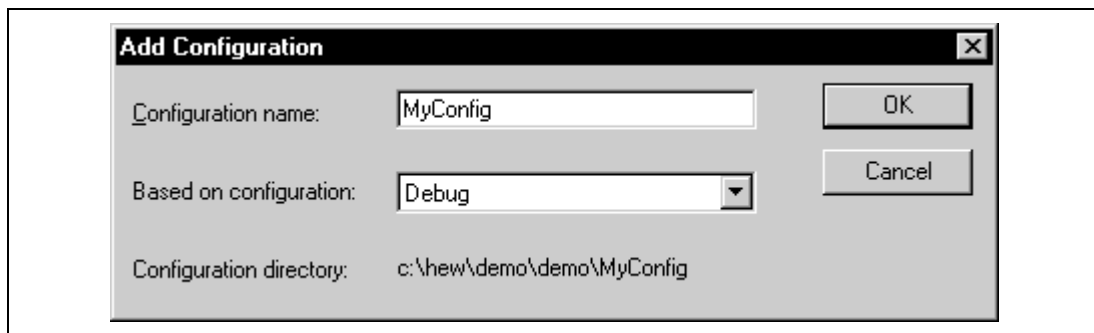 Add Configuration
Configuration name: MyConfig OK
Based on configuration: Debug Cancel
Configuration directory: c:\hew\demo\demo\MyConfig